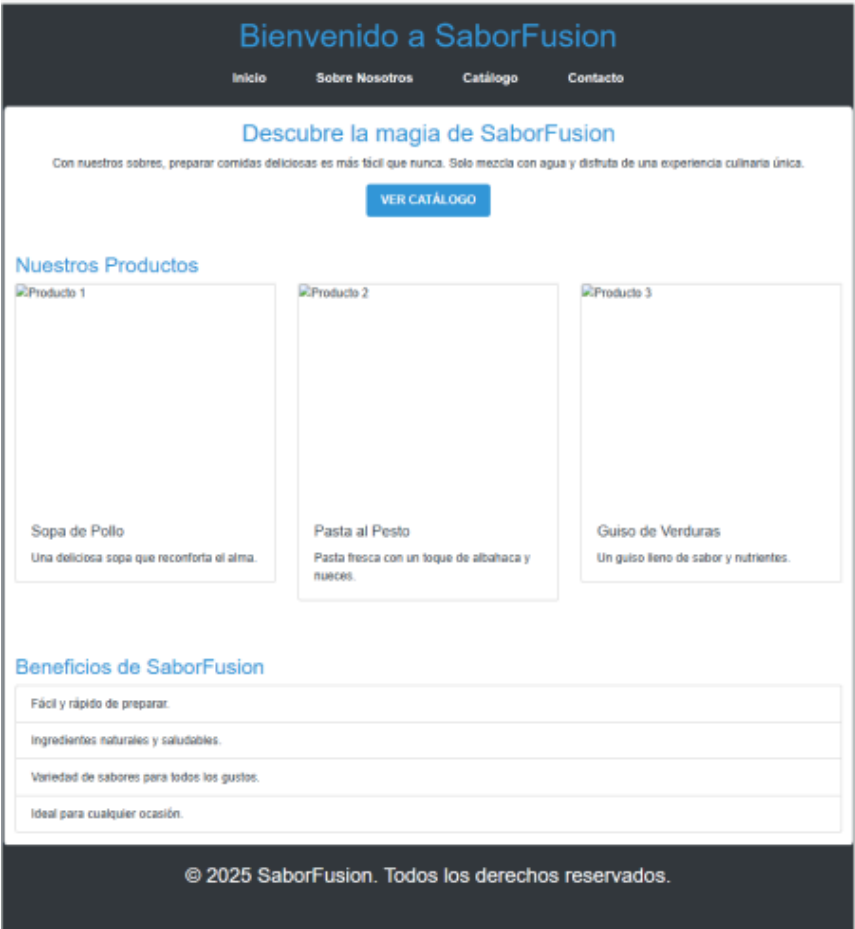 Bienvenido a SaborFusion
Inicio Sobre Nosotros Catálogo Contacto
Descubre la magia de SaborFusion
Con nuestros sobres, preparar comidas deliciosas es más fácil que nunca. Solo mezcla con agua y disfruta de una experiencia culinaria única.
VER CATÁLOGO
Nuestros Productos
Producto 1 Producto 2 Producto 3
Sopa de Pollo
Una deliciosa sopa que reconforta el alma.
Pasta al Pesto
Pasta fresca con un toque de albahaca y
nueces.
Guiso de Verduras
Un guiso lleno de sabor y nutrientes.
Beneficios de SaborFusion
Fácil y rápido de preparar.
Ingredientes naturales y saludables.
Variedad de sabores para todos los gustos.
Ideal para cualquier ocasión.
© 2025 SaborFusion. Todos los derechos reservados.